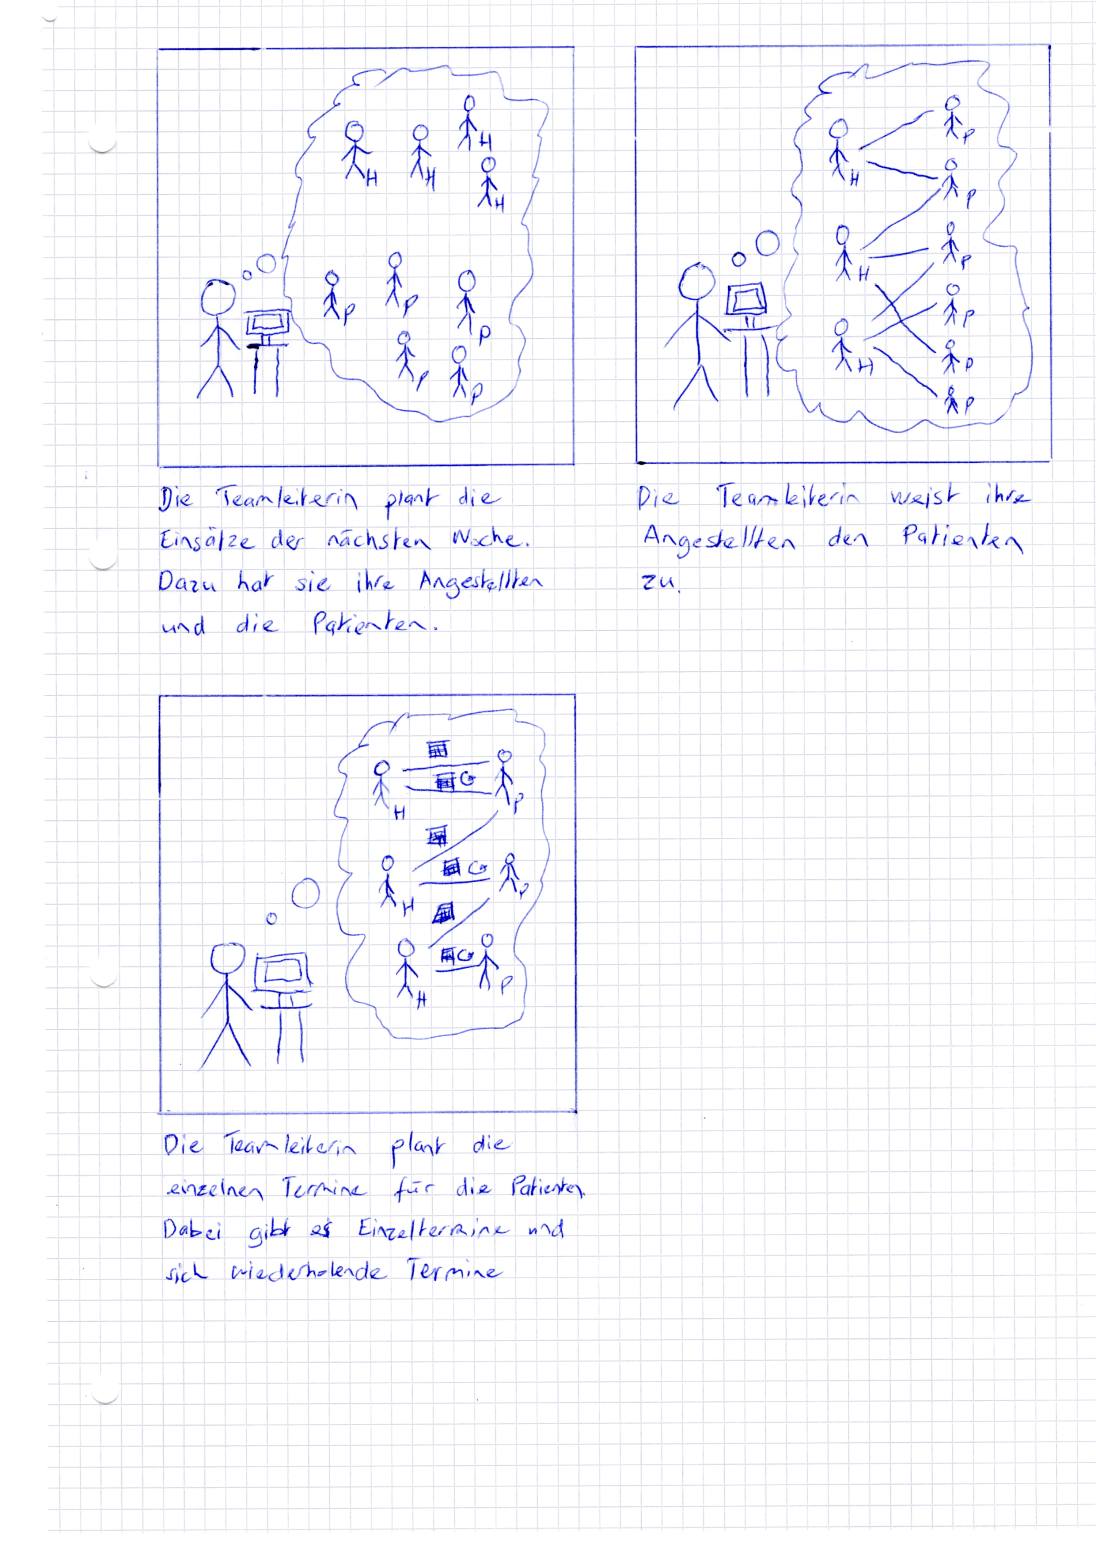 H
H
H
H
P
P
P
P
P
Die Teamleiterin plant die
Einsätze der nächsten Woche.
Dazu hat sie ihre Angestellten
und die Patienten.
P
H
P
P
H
P
H
P
P
Die Teamleiterin weist ihre
Angestellten den Patienten
zu.
H
P
H
P
H
P
Die Teamleiterin plant die
einzelnen Termine für die Patienten.
Dabei gibt es Einzeltermine und
sich wiederholende Termine